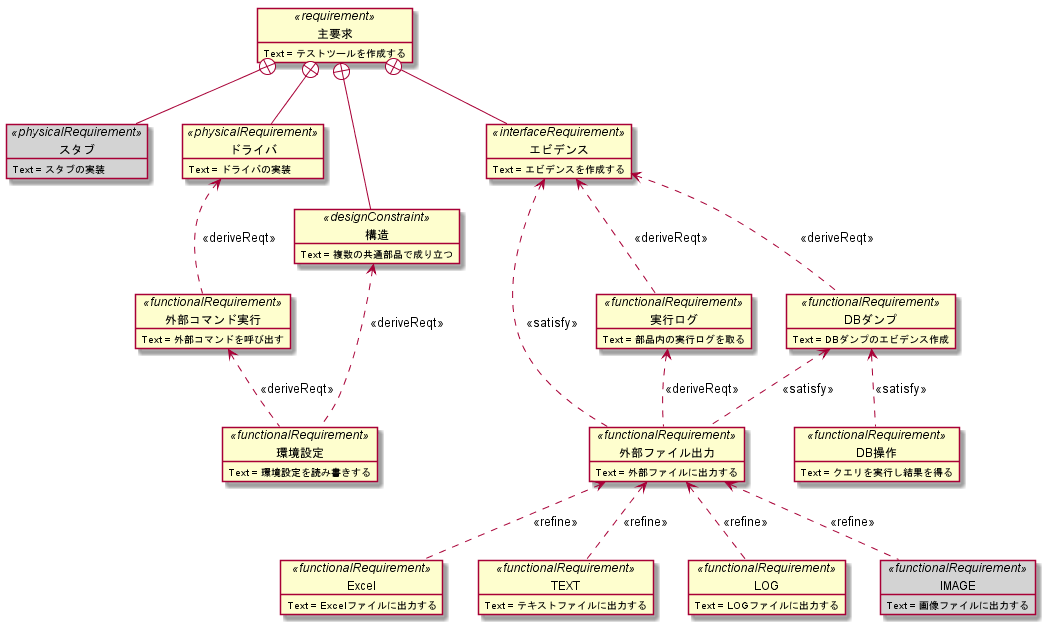 «requirement»
主要求
Text = テストツールを作成する
«physicalRequirement»
スタブ
Text = スタブの実装
«physicalRequirement»
ドライバ
Text = ドライバの実装
«interfaceRequirement»
エビデンス
Text = エビデンスを作成する
«designConstraint»
構造
Text = 複数の共通部品で成り立つ
«deriveReqt»
«deriveReqt»
«deriveReqt»
«functionalRequirement»
外部コマンド実行
Text = 外部コマンドを呼び出す
«deriveReqt»
«satisfy»
«functionalRequirement»
実行ログ
Text = 部品内の実行ログを取る
«functionalRequirement»
DBダンプ
Text = DBダンプのエビデンス作成
«deriveReqt»
«deriveReqt»
«satisfy»
«satisfy»
«functionalRequirement»
環境設定
Text = 環境設定を読み書きする
«functionalRequirement»
外部ファイル出力
Text = 外部ファイルに出力する
«functionalRequirement»
DB操作
Text = クエリを実行し結果を得る
«refine»
«refine»
«refine»
«refine»
«functionalRequirement»
Excel
Text = Excelファイルに出力する
«functionalRequirement»
TEXT
Text = テキストファイルに出力する
«functionalRequirement»
LOG
Text = LOGファイルに出力する
«functionalRequirement»
IMAGE
Text = 画像ファイルに出力する